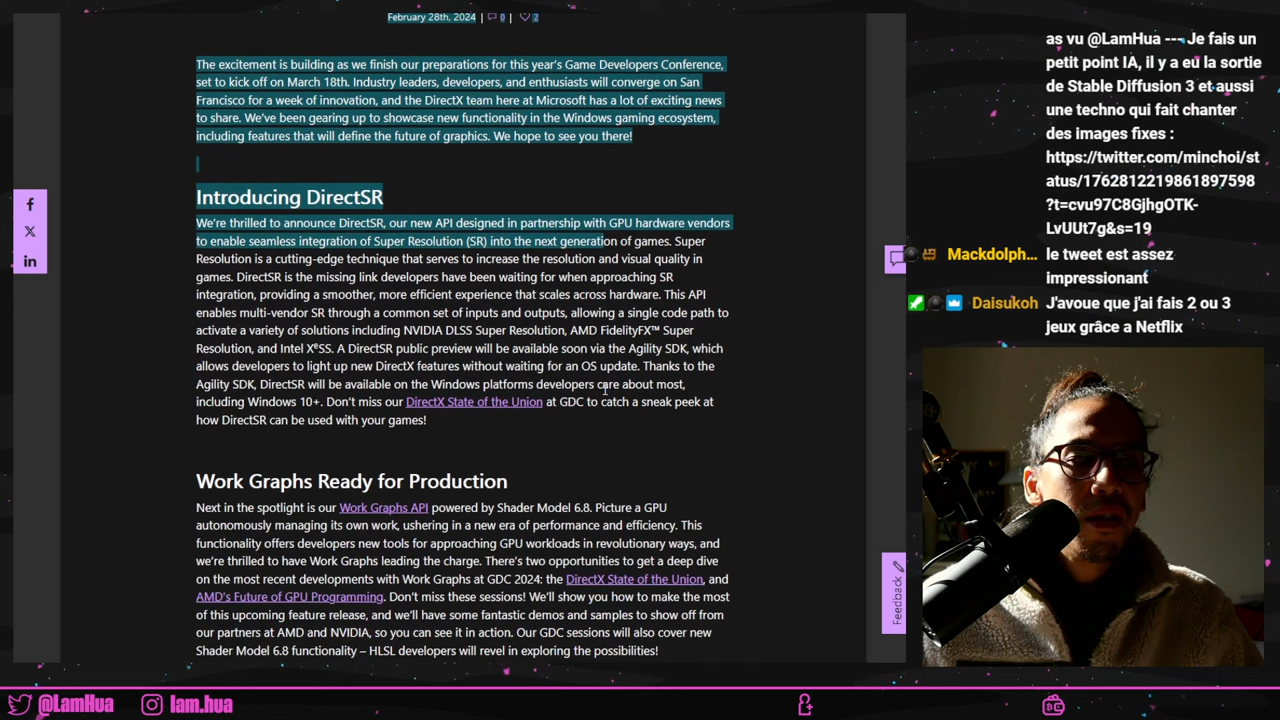 February 28th, 2024 | 0 | 2
The excitement is building as we finish our preparations for this year's Game Developers Conference,
set to kick off on March 18th. Industry leaders, developers, and enthusiasts will converge on San
Francisco for a week of innovation, and the DirectX team here at Microsoft has a lot of exciting news
to share. We've been gearing up to showcase new functionality in the Windows gaming ecosystem,
including features that will define the future of graphics. We hope to see you there!
Introducing DirectSR
We're thrilled to announce DirectSR, our new API designed in partnership with GPU hardware vendors
to enable seamless integration of Super Resolution (SR) into the next generation of games. Super
Resolution is a cutting-edge technique that serves to increase the resolution and visual quality in
games. DirectSR is the missing link developers have been waiting for when approaching SR
integration, providing a smoother, more efficient experience that scales across hardware. This API
enables multi-vendor SR through a common set of inputs and outputs, allowing a single code path to
activate a variety of solutions including NVIDIA DLSS Super Resolution, AMD FidelityFX™ Super
Resolution, and Intel XᵉSS. A DirectSR public preview will be available soon via the Agility SDK, which
allows developers to light up new DirectX features without waiting for an OS update. Thanks to the
Agility SDK, DirectSR will be available on the Windows platforms developers care about most,
including Windows 10+. Don't miss our DirectX State of the Union at GDC to catch a sneak peek at
how DirectSR can be used with your games!
Work Graphs Ready for Production
Next in the spotlight is our Work Graphs API powered by Shader Model 6.8. Picture a GPU
autonomously managing its own work, ushering in a new era of performance and efficiency. This
functionality offers developers new tools for approaching GPU workloads in revolutionary ways, and
we're thrilled to have Work Graphs leading the charge. There's two opportunities to get a deep dive
on the most recent developments with Work Graphs at GDC 2024: the DirectX State of the Union, and
AMD's Future of GPU Programming. Don't miss these sessions! We'll show you how to make the most
of this upcoming feature release, and we'll have some fantastic demos and samples to show off from
our partners at AMD and NVIDIA, so you can see it in action. Our GDC sessions will also cover new
Shader Model 6.8 functionality – HLSL developers will revel in exploring the possibilities!
Feedback
as vu @LamHua --- Je fais un
petit point IA, il y a eu la sortie
de Stable Diffusion 3 et aussi
une techno qui fait chanter
des images fixes :
https://twitter.com/minchoi/st
atus/1762812219861897598
?t=cvu97C8GjhgOTK-
LvUUt7g&s=19
Mackdolph... le tweet est assez
impressionant
Daisukoh J'avoue que j'ai fais 2 ou 3
jeux grâce a Netflix
@LamHua lam.hua